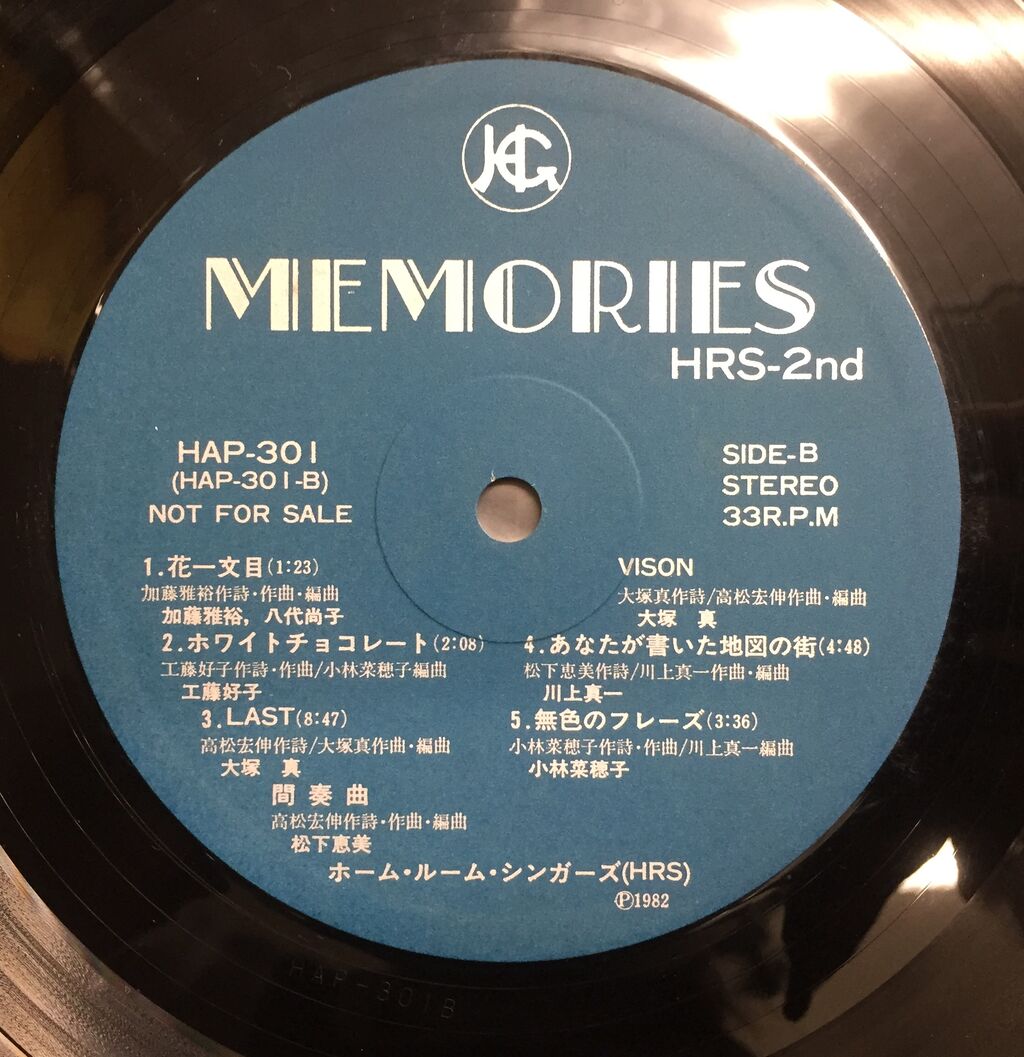 HG
MEMORIES
HRS-2nd
HAP-301
(HAP-301-B)
NOT FOR SALE
SIDE-B
STEREO
33R.P.M
1.花一文目(1:23)
加藤雅裕作詩・作曲・編曲
加藤雅裕, 八代尚子
2.ホワイトチョコレート(2:08)
工藤好子作詩・作曲/小林菜穂子編曲
工藤好子
3.LAST(8:47)
高松宏伸作詩/大塚真作曲・編曲
大塚 真
間奏曲
高松宏伸作詩・作曲・編曲
松下恵美
VISON
大塚真作詩/高松宏伸作曲・編曲
大塚 真
4.あなたが書いた地図の街(4:48)
松下恵美作詩/川上真一作曲・編曲
川上真一
5.無色のフレーズ(3:36)
小林菜穂子作詩・作曲/川上真一編曲
小林菜穂子
ホーム・ルーム・シンガーズ(HRS)
Ⓟ1982
HAP-301B